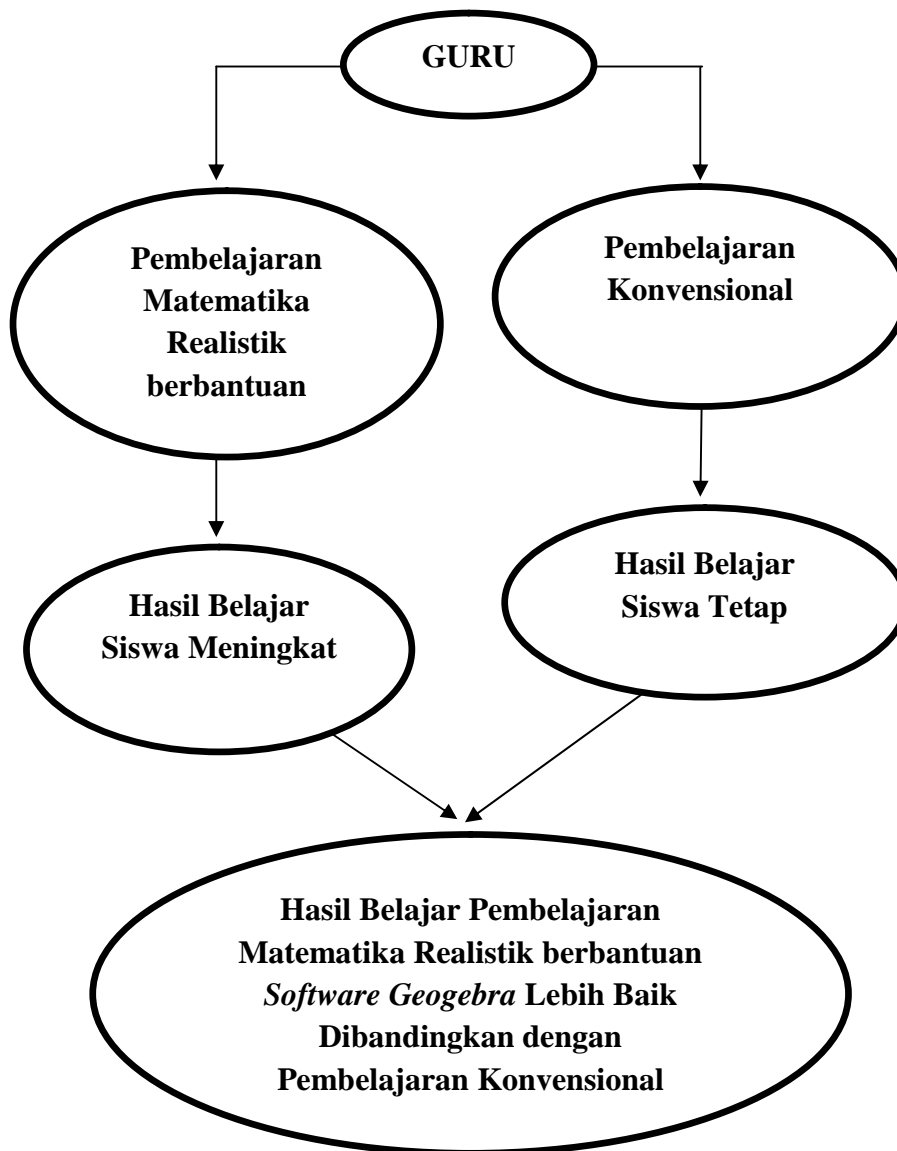 GURU
Pembelajaran
Matematika
Realistik
berbantuan
Pembelajaran
Konvensional
Hasil Belajar
Siswa Meningkat
Hasil Belajar
Siswa Tetap
Hasil Belajar Pembelajaran
Matematika Realistik berbantuan
Software Geogebra Lebih Baik
Dibandingkan dengan
Pembelajaran Konvensional